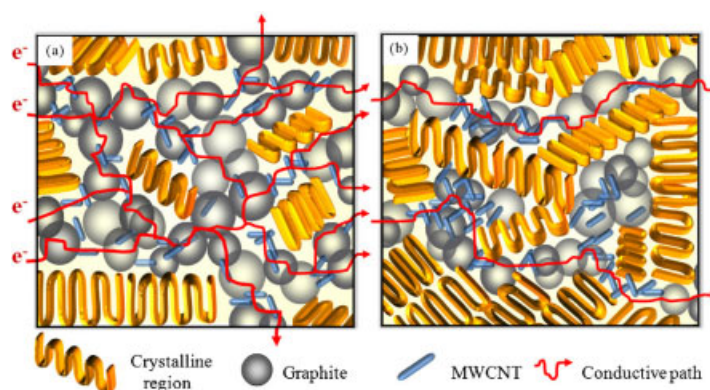 (a)
(b)
e-
e-
e-
e-
Crystalline
region
Graphite
MWCNT
Conductive path